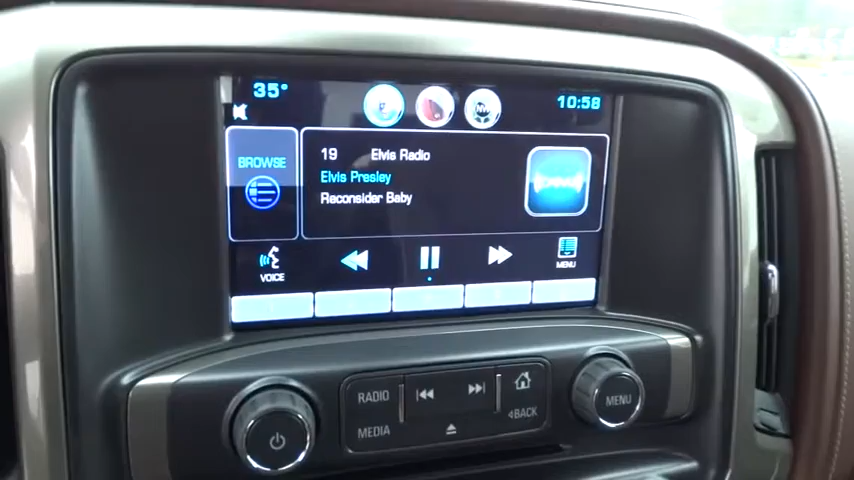 35°
10:58
BROWSE
19 Elvis Radio
Elvis Presley
Reconsider Baby
VOICE
MENU
RADIO
MEDIA
BACK
MENU